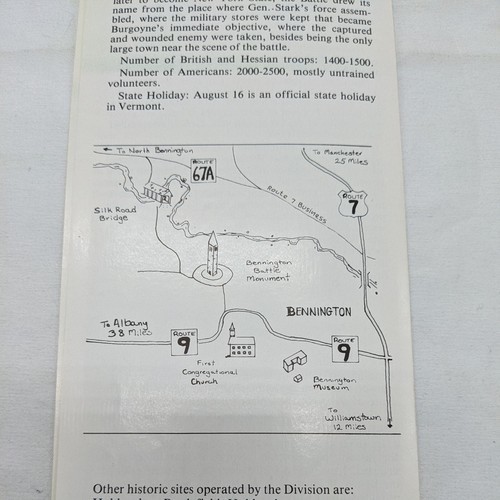 later to become New York State, the Battle drew its
name from the place where Gen. Stark's force assem-
bled, where the military stores were kept that became
Burgoyne's immediate objective, where the captured
and wounded enemy were taken, besides being the only
large town near the scene of the battle.
Number of British and Hessian troops: 1400-1500.
Number of Americans: 2000-2500, mostly untrained
volunteers.
State Holiday: August 16 is an official state holiday
in Vermont.
← To North Bennington
To Manchester
25 Miles
ROUTE
67A
Route 7 Business
ROUTE
7
Silk Road
Bridge
Bennington
Battle
Monument
BENNINGTON
To Albany
38 Miles
ROUTE
9
ROUTE
9
First
Congregational
Church
Bennington
Museum
To
Williamstown
12 Miles
Other historic sites operated by the Division are: